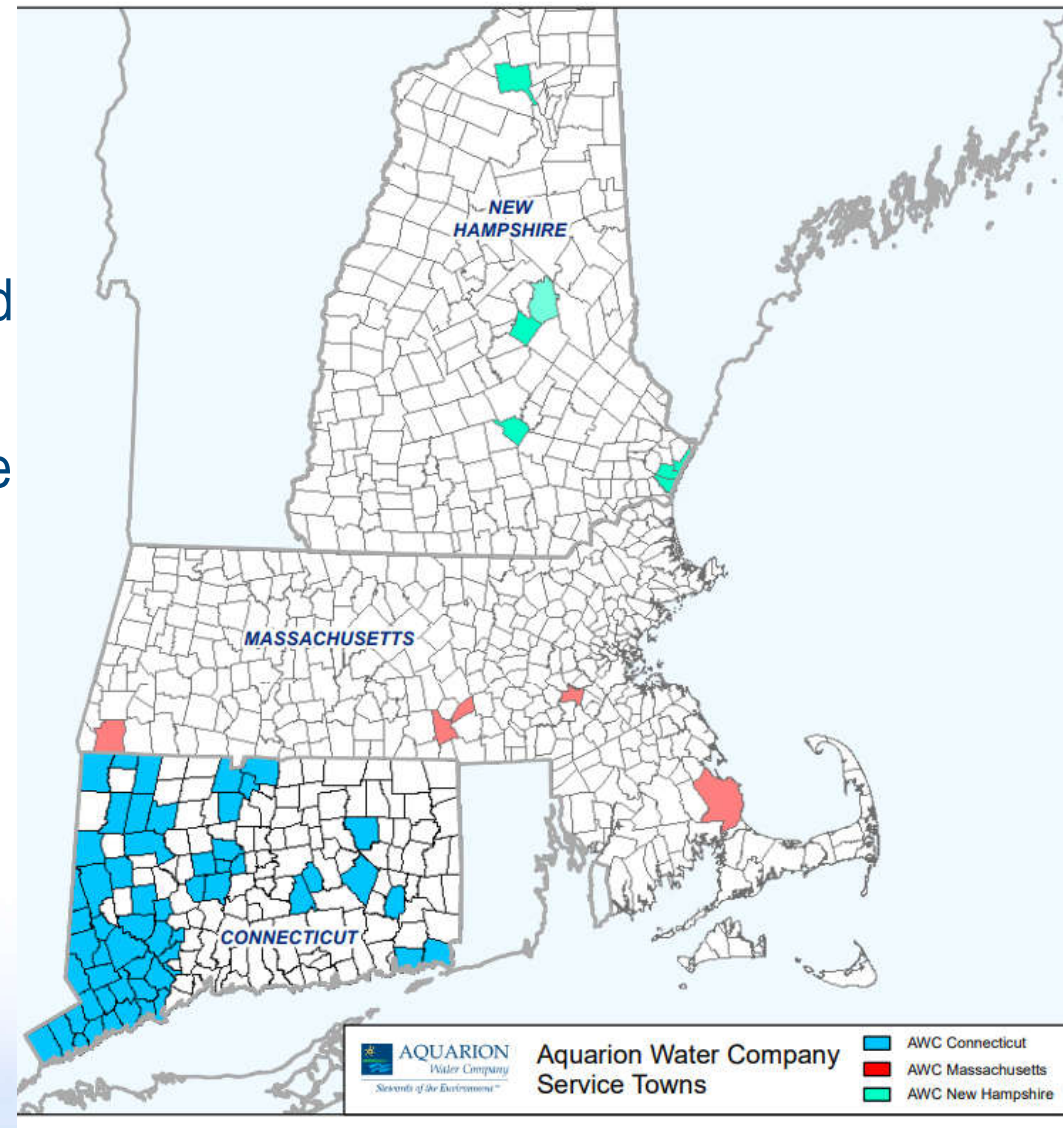 d
e
NEW
HAMPSHIRE
MASSACHUSETTS
CONNECTICUT
AQUARION
Water Company
Stewards of the Environment™
Aquarion Water Company
Service Towns
AWC Connecticut
AWC Massachusetts
AWC New Hampshire